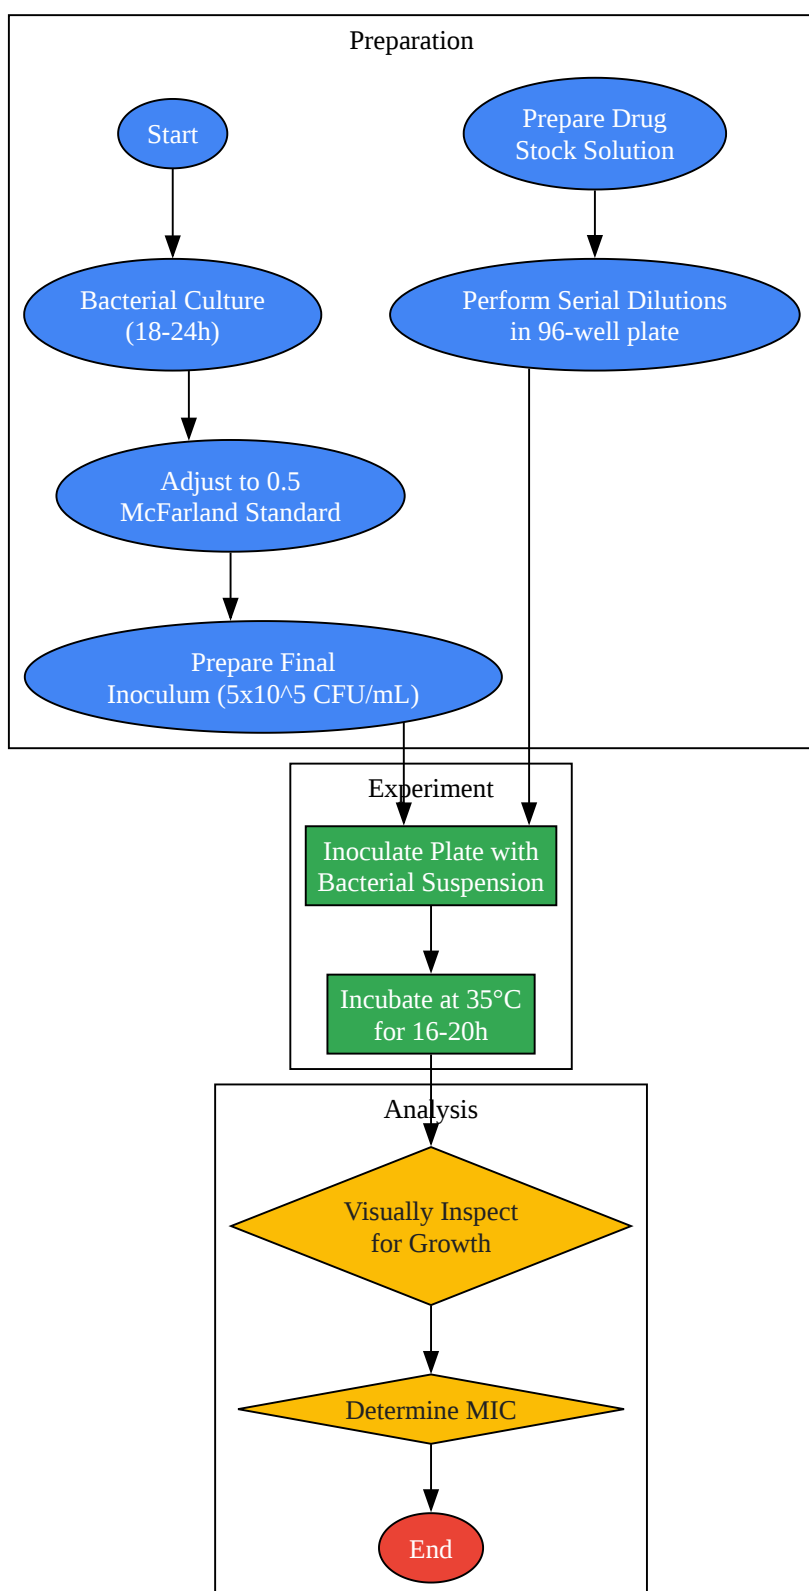 Preparation
Start
Prepare Drug
Stock Solution
Bacterial Culture
(18-24h)
Perform Serial Dilutions
in 96-well plate
Adjust to 0.5
McFarland Standard
Prepare Final
Inoculum (5x10^5 CFU/mL)
Experiment
Inoculate Plate with
Bacterial Suspension
Incubate at 35°C
for 16-20h
Analysis
Visually Inspect
for Growth
Determine MIC
End